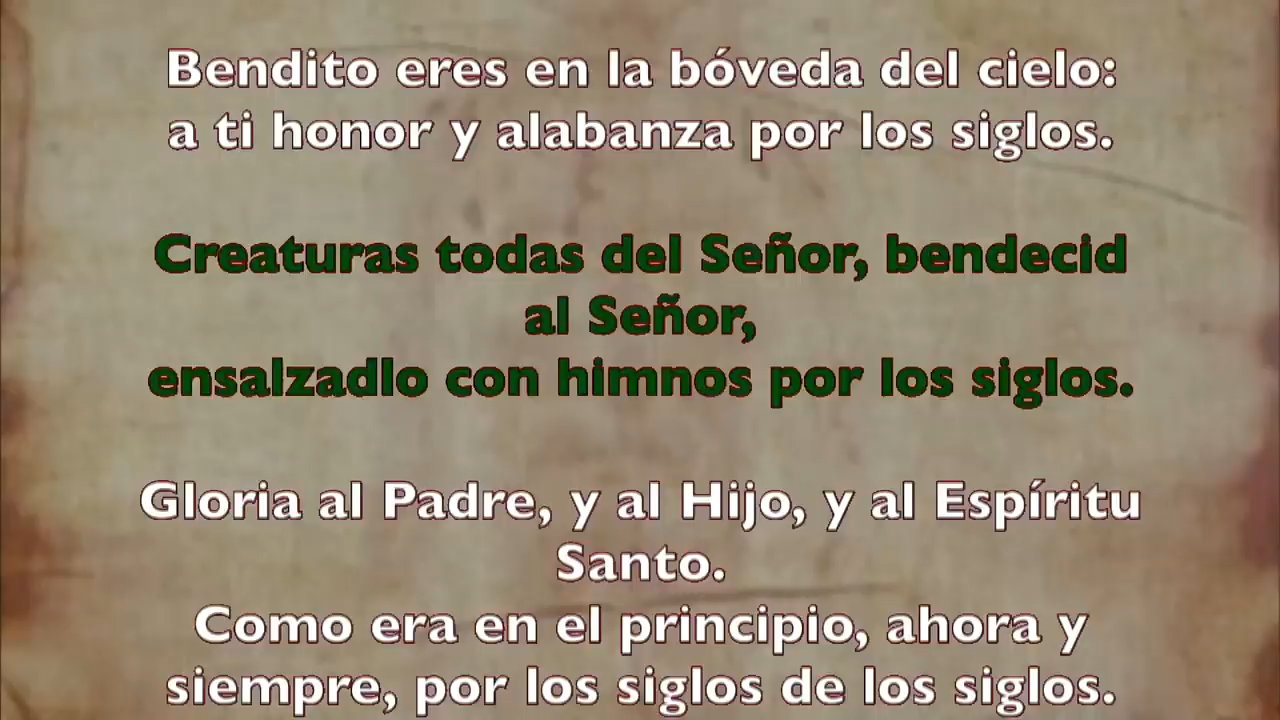 Bendito eres en la bóveda del cielo:
a ti honor y alabanza por los siglos.
Creaturas todas del Señor, bendecid
al Señor,
ensalzadlo con himnos por los siglos.
Gloria al Padre, y al Hijo, y al Espíritu
Santo.
Como era en el principio, ahora y
siempre, por los siglos de los siglos.